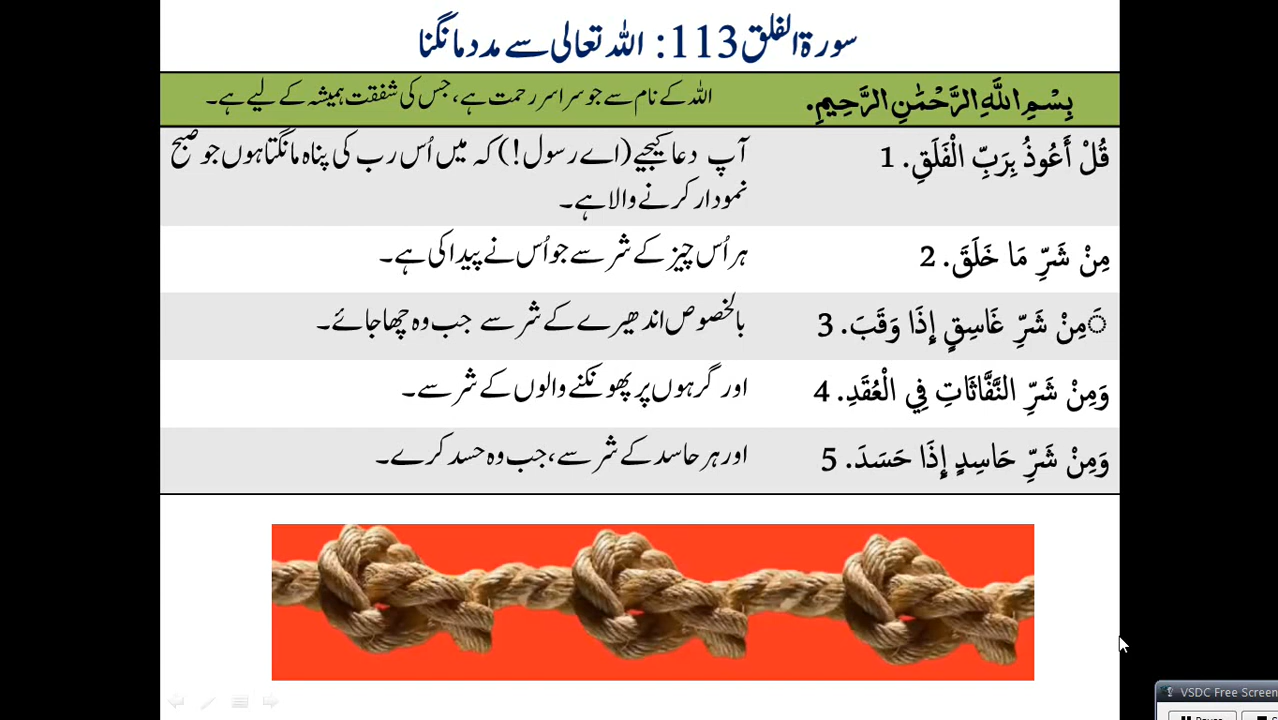 سورۃ الفلق 113: اللہ تعالی سے مدد مانگنا
بِسْمِ اللَّهِ الرَّحْمَٰنِ الرَّحِيمِ.
اللہ کے نام سے جو سراسر رحمت ہے، جس کی شفقت ہمیشہ کے لیے ہے۔
قُلْ أَعُوذُ بِرَبِّ الْفَلَقِ. 1
آپ دعا کیجیے (اے رسول!) کہ میں اُس رب کی پناہ مانگتا ہوں جو صبح
نمودار کرنے والا ہے۔
مِنْ شَرِّ مَا خَلَقَ. 2
ہر اُس چیز کے شر سے جو اُس نے پیدا کی ہے۔
َمِنْ شَرِّ غَاسِقٍ إِذَا وَقَبَ. 3
بالخصوص اندھیرے کے شر سے جب وہ چھا جائے۔
وَمِنْ شَرِّ النَّفَّاثَاتِ فِي الْعُقَدِ. 4
اور گرہوں پر پھونکنے والوں کے شر سے۔
وَمِنْ شَرِّ حَاسِدٍ إِذَا حَسَدَ. 5
اور ہر حاسد کے شر سے، جب وہ حسد کرے۔
VSDC Free Screen